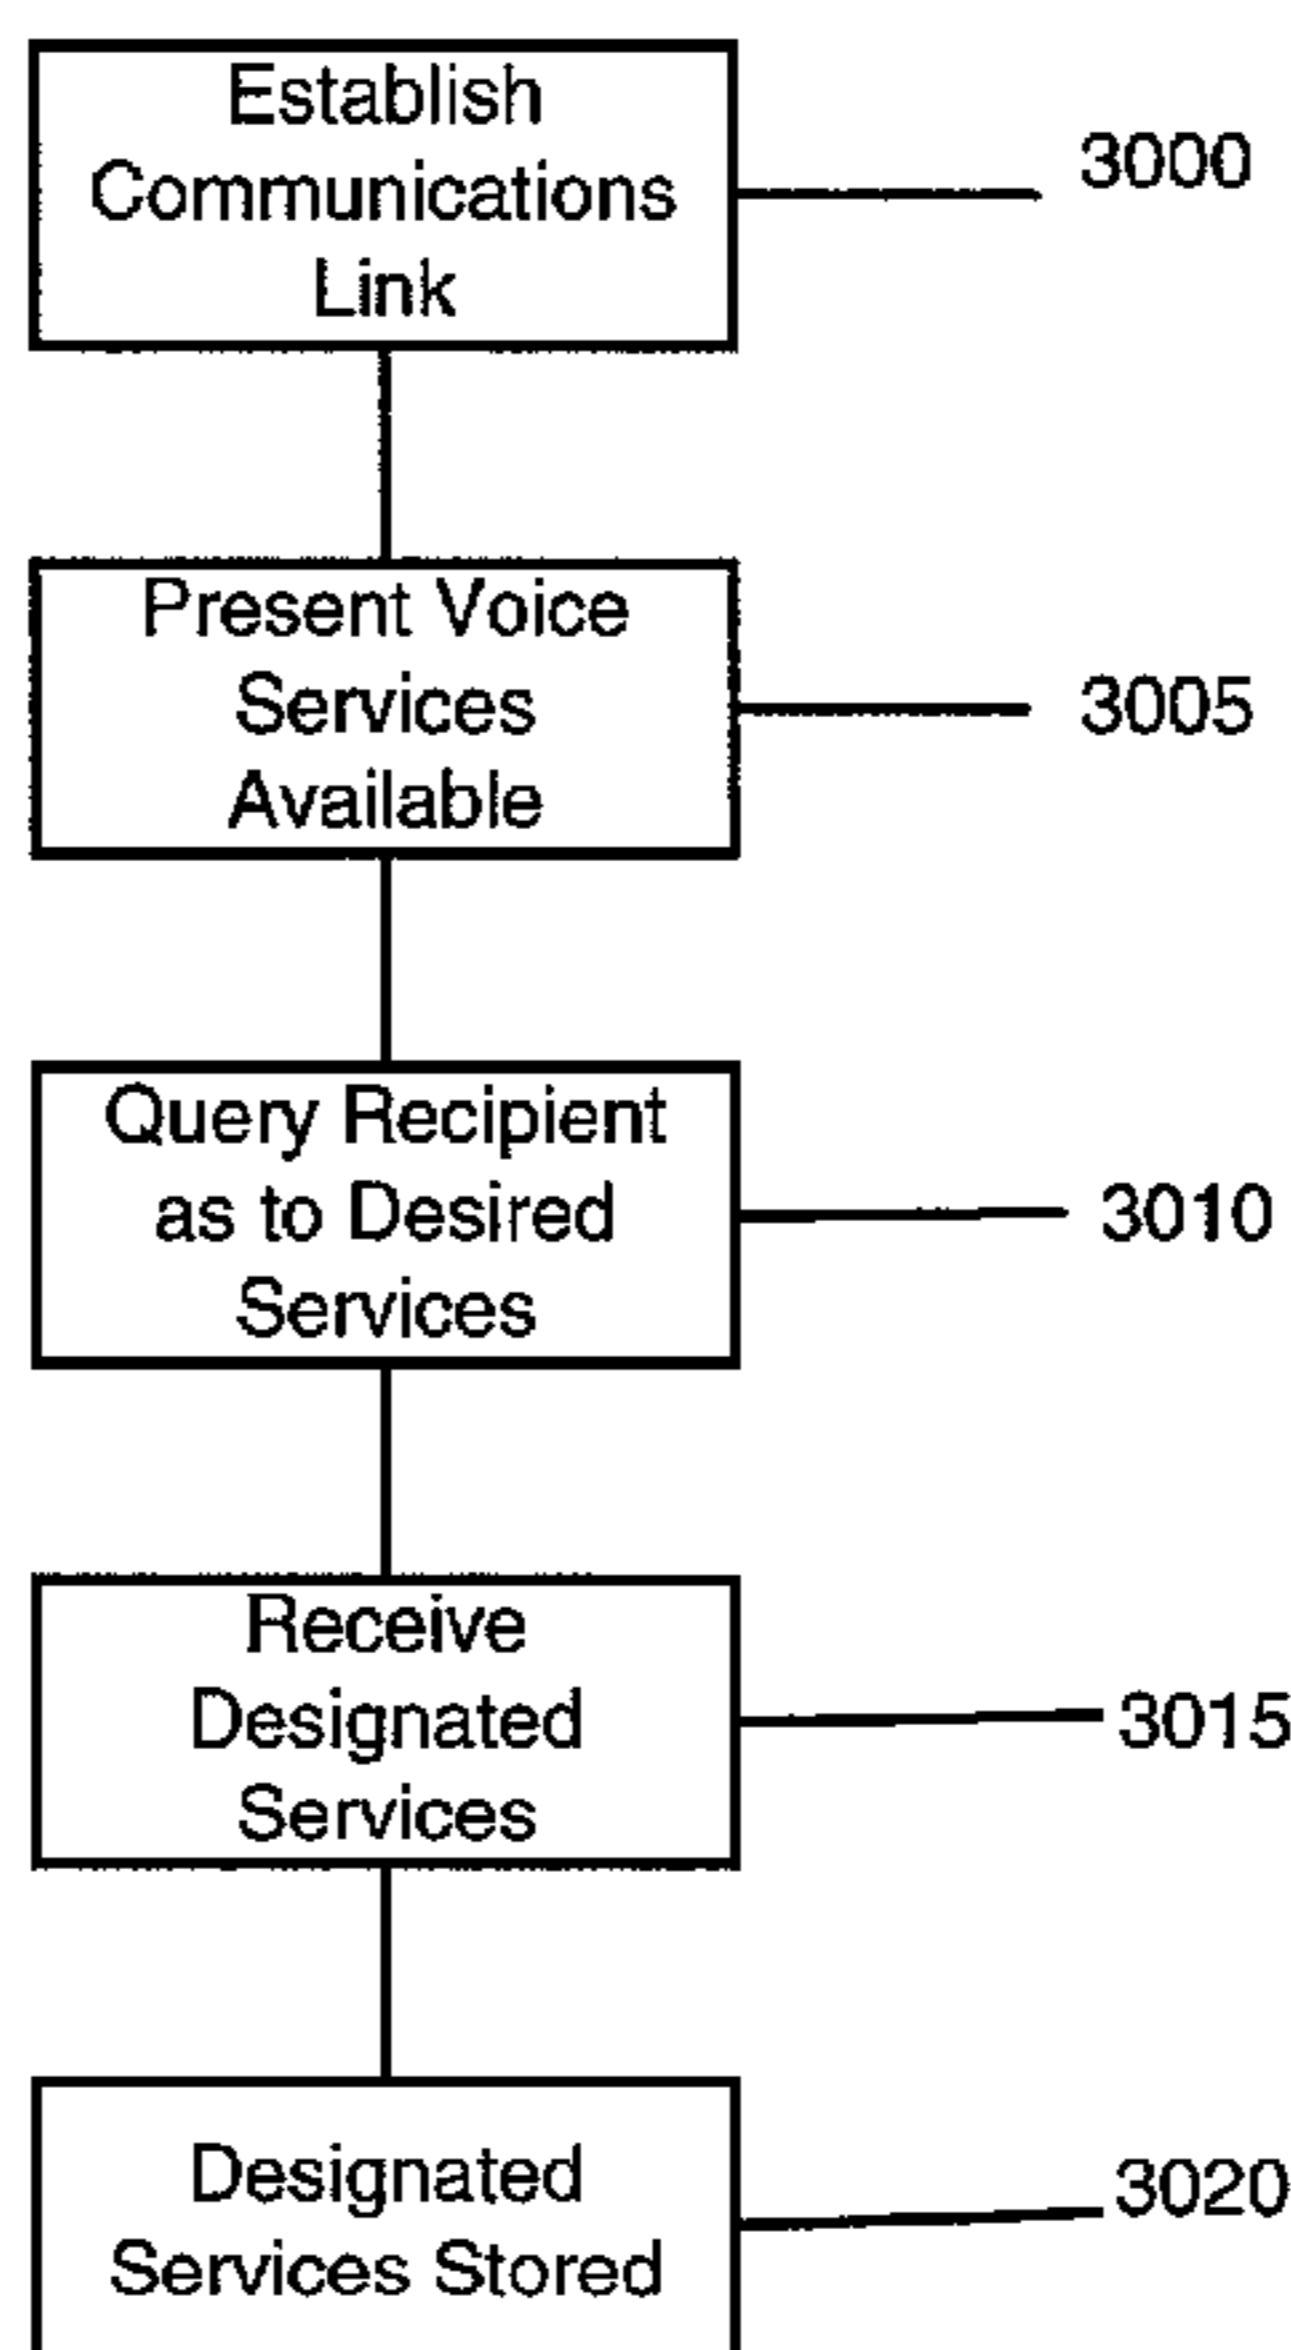 Establish
Communications
Link
3000
Present Voice
Services
Available
3005
Query Recipient
as to Desired
Services
3010
Receive
Designated
Services
3015
Designated
Services Stored
3020